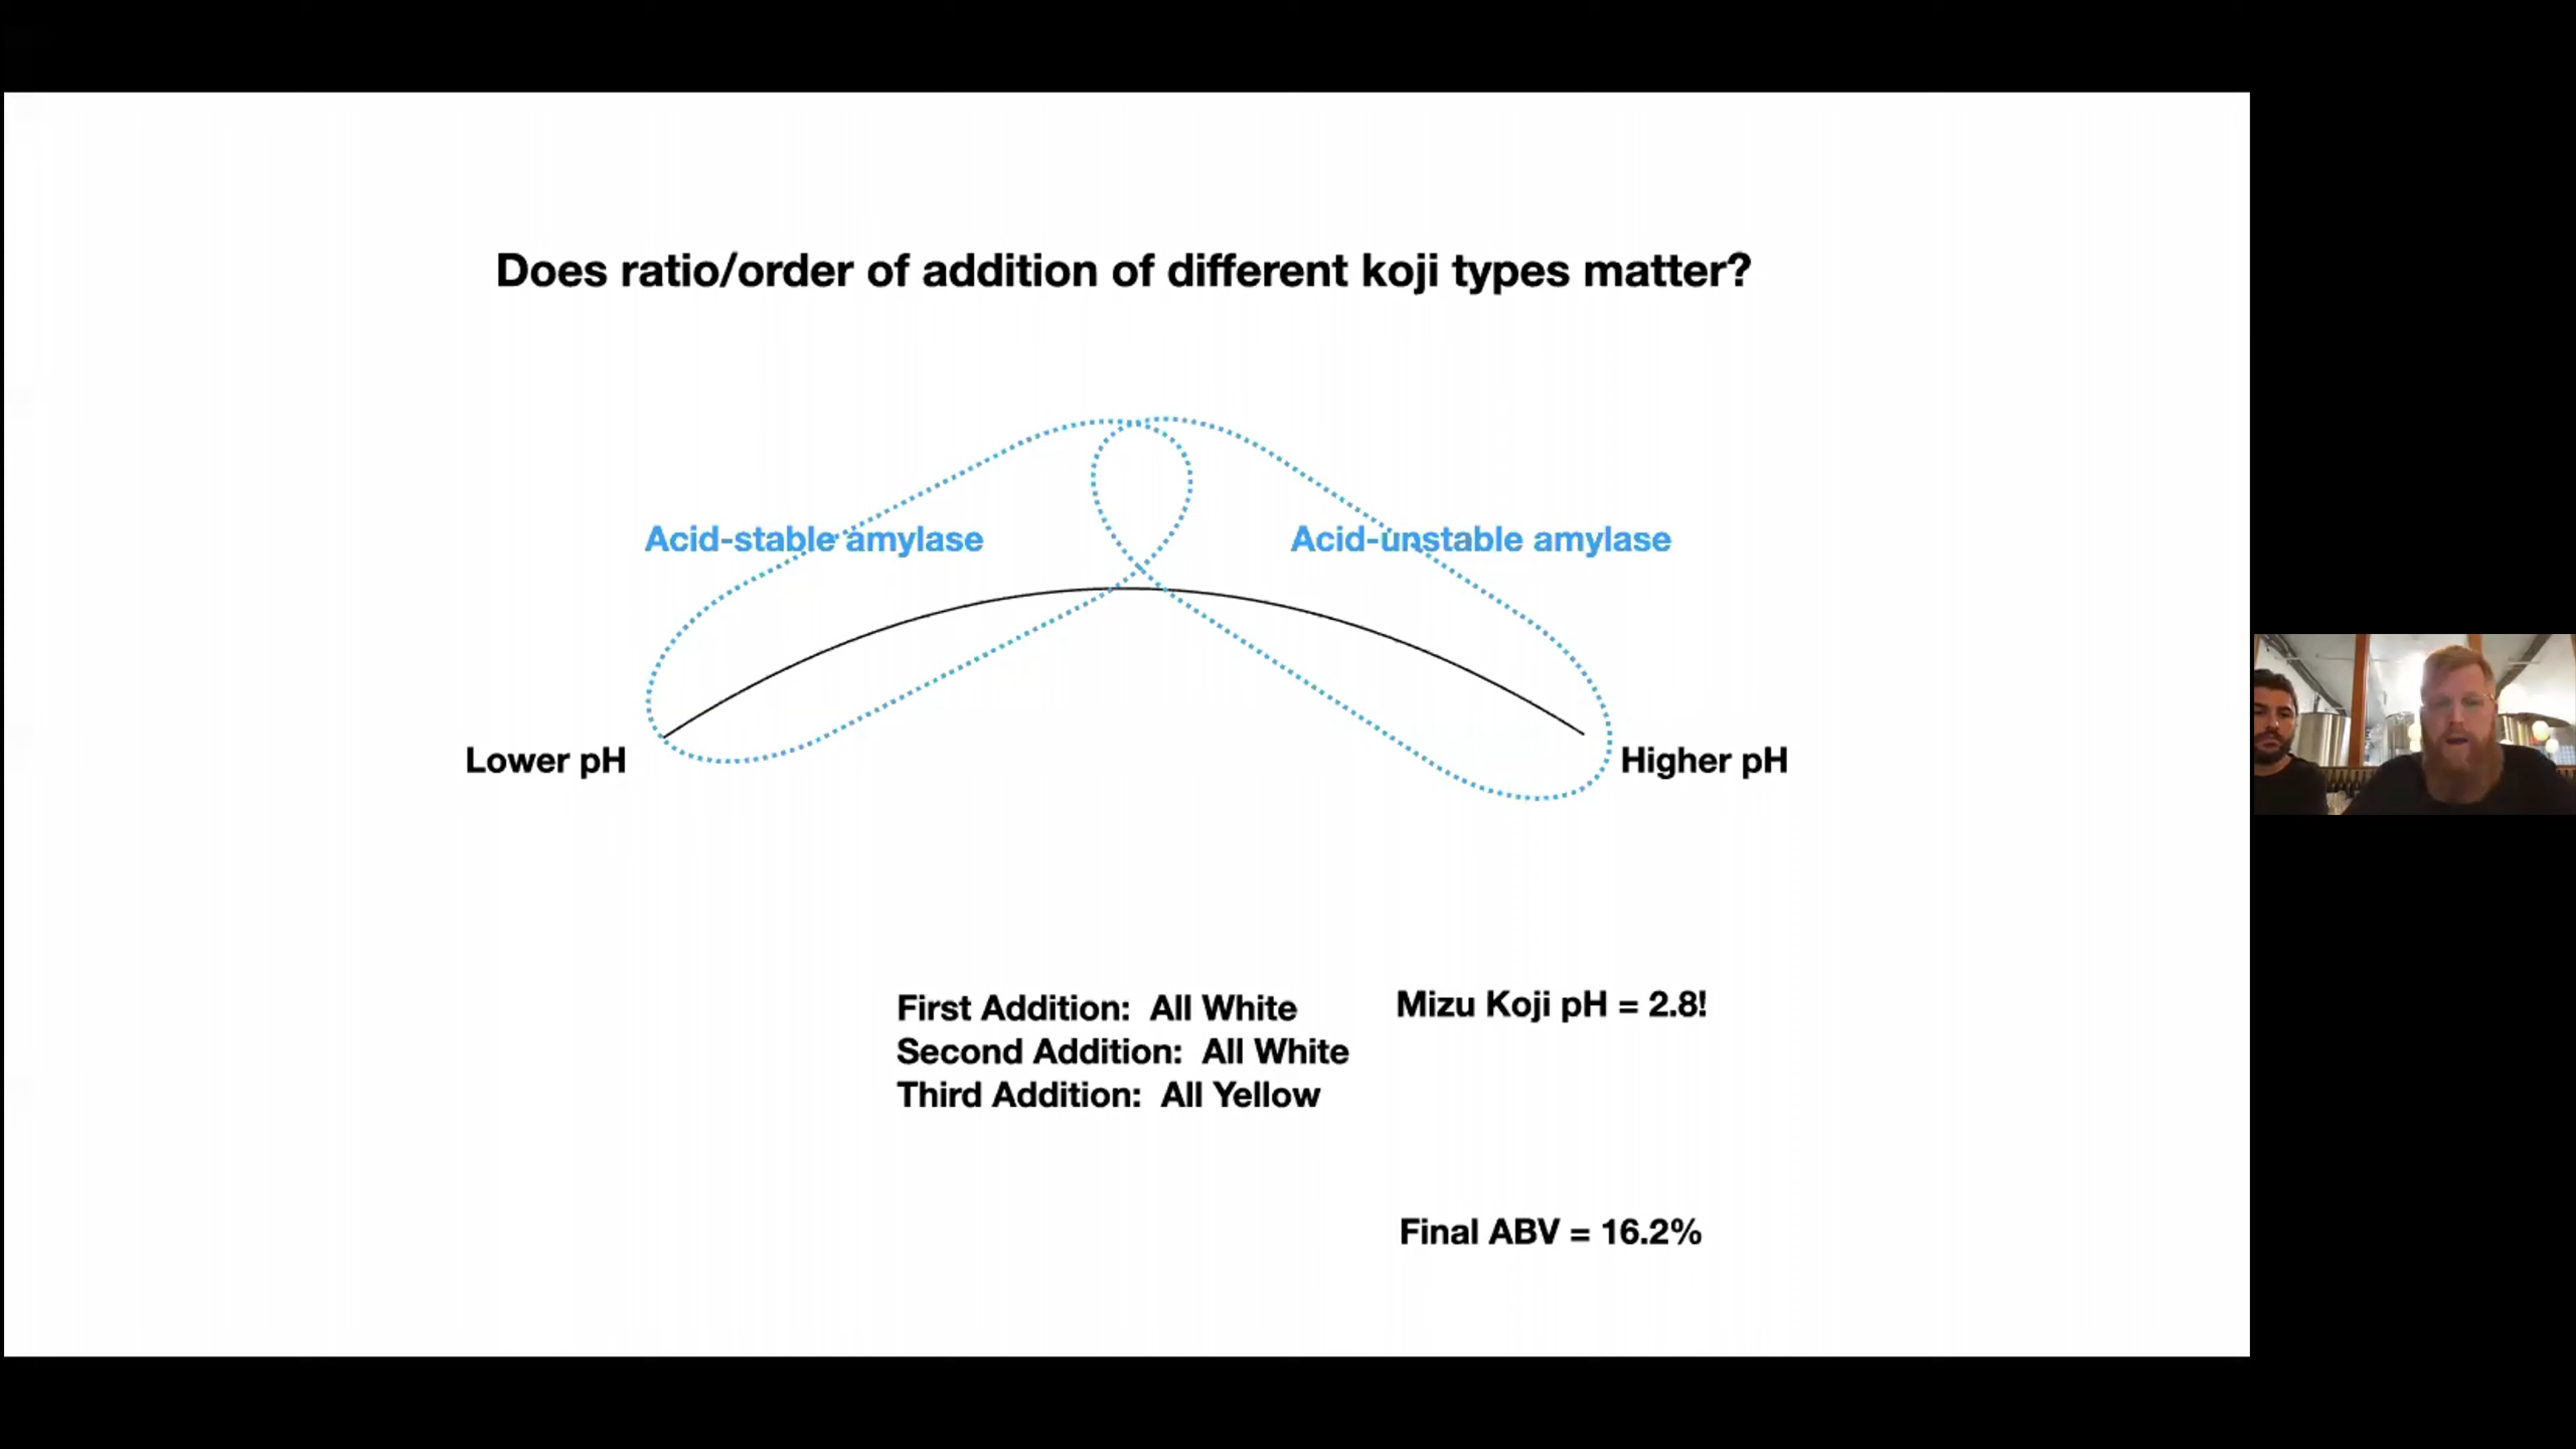 Does ratio/order of addition of different koji types matter?
Acid-stable amylase
Acid-unstable amylase
Lower pH
Higher pH
First Addition: All White
Mizu Koji pH = 2.8!
Second Addition: All White
Third Addition: All Yellow
Final ABV = 16.2%